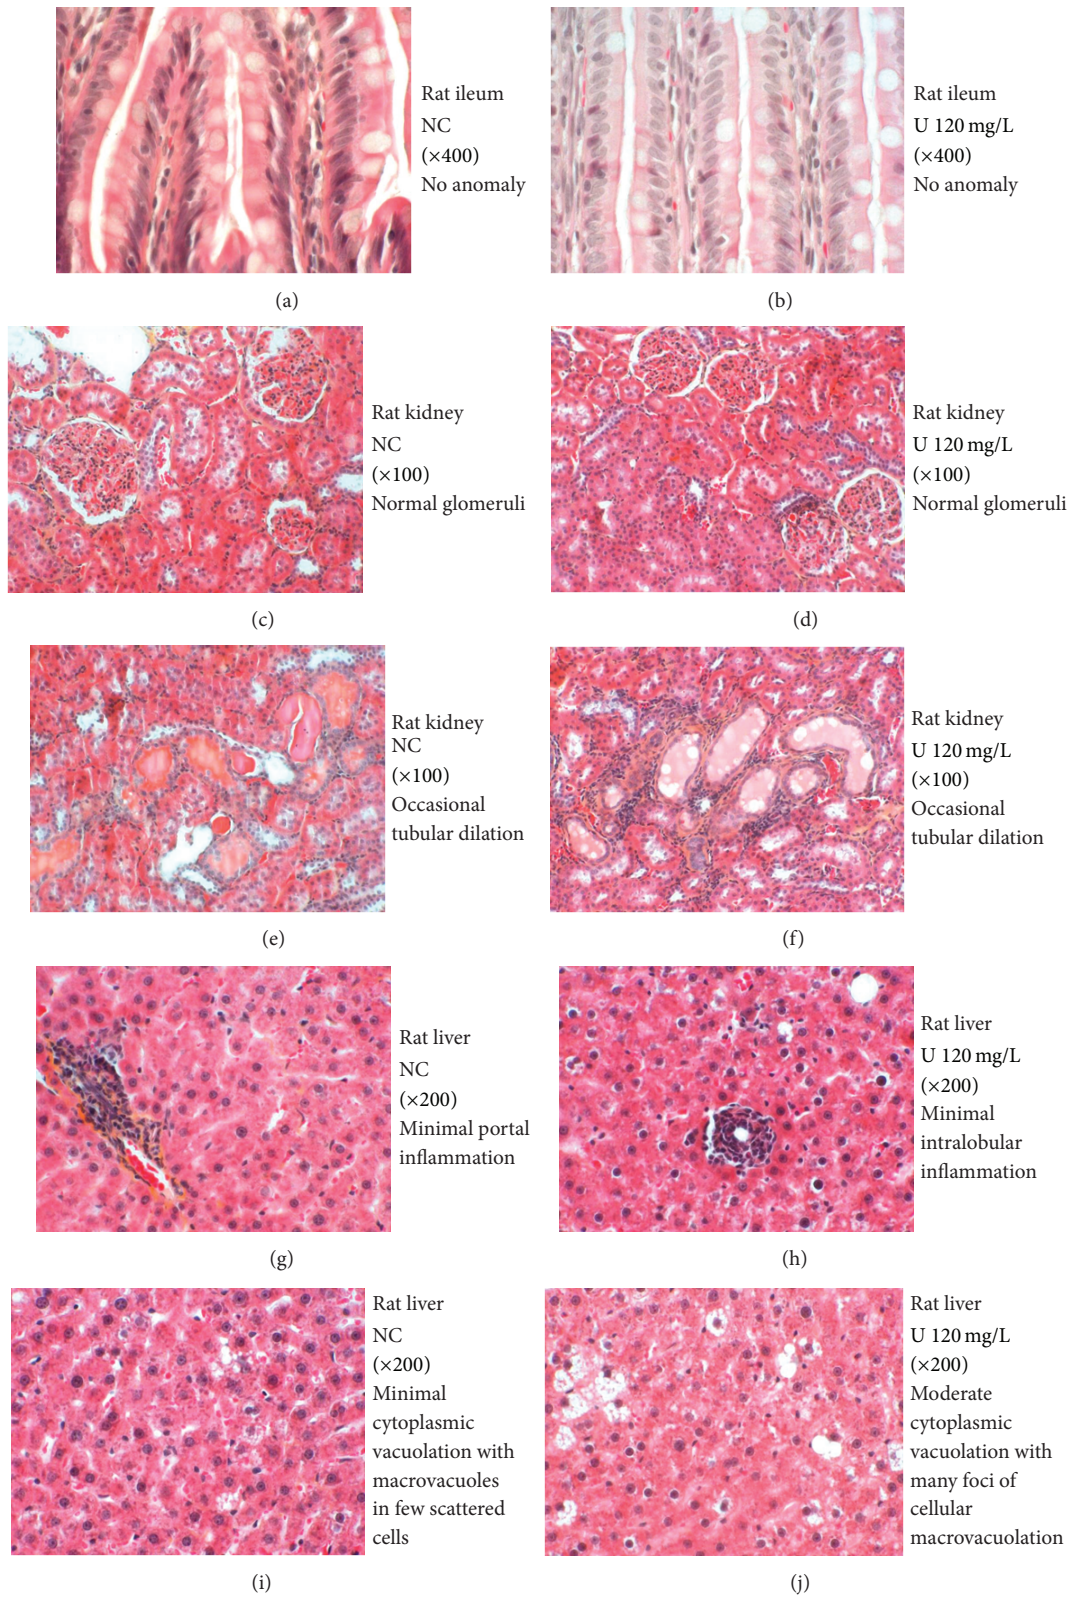 Rat ileum
NC
(×400)
No anomaly
(a)
Rat ileum
U 120 mg/L
(×400)
No anomaly
(b)
Rat kidney
NC
(×100)
Normal glomeruli
(c)
Rat kidney
U 120 mg/L
(×100)
Normal glomeruli
(d)
Rat kidney
NC
(×100)
Occasional
tubular dilation
(e)
Rat kidney
U 120 mg/L
(×100)
Occasional
tubular dilation
(f)
Rat liver
NC
(×200)
Minimal portal
inflammation
(g)
Rat liver
U 120 mg/L
(×200)
Minimal
intralobular
inflammation
(h)
Rat liver
NC
(×200)
Minimal
cytoplasmic
vacuolation with
macrovacuoles
in few scattered
cells
(i)
Rat liver
U 120 mg/L
(×200)
Moderate
cytoplasmic
vacuolation with
many foci of
cellular
macrovacuolation
(j)